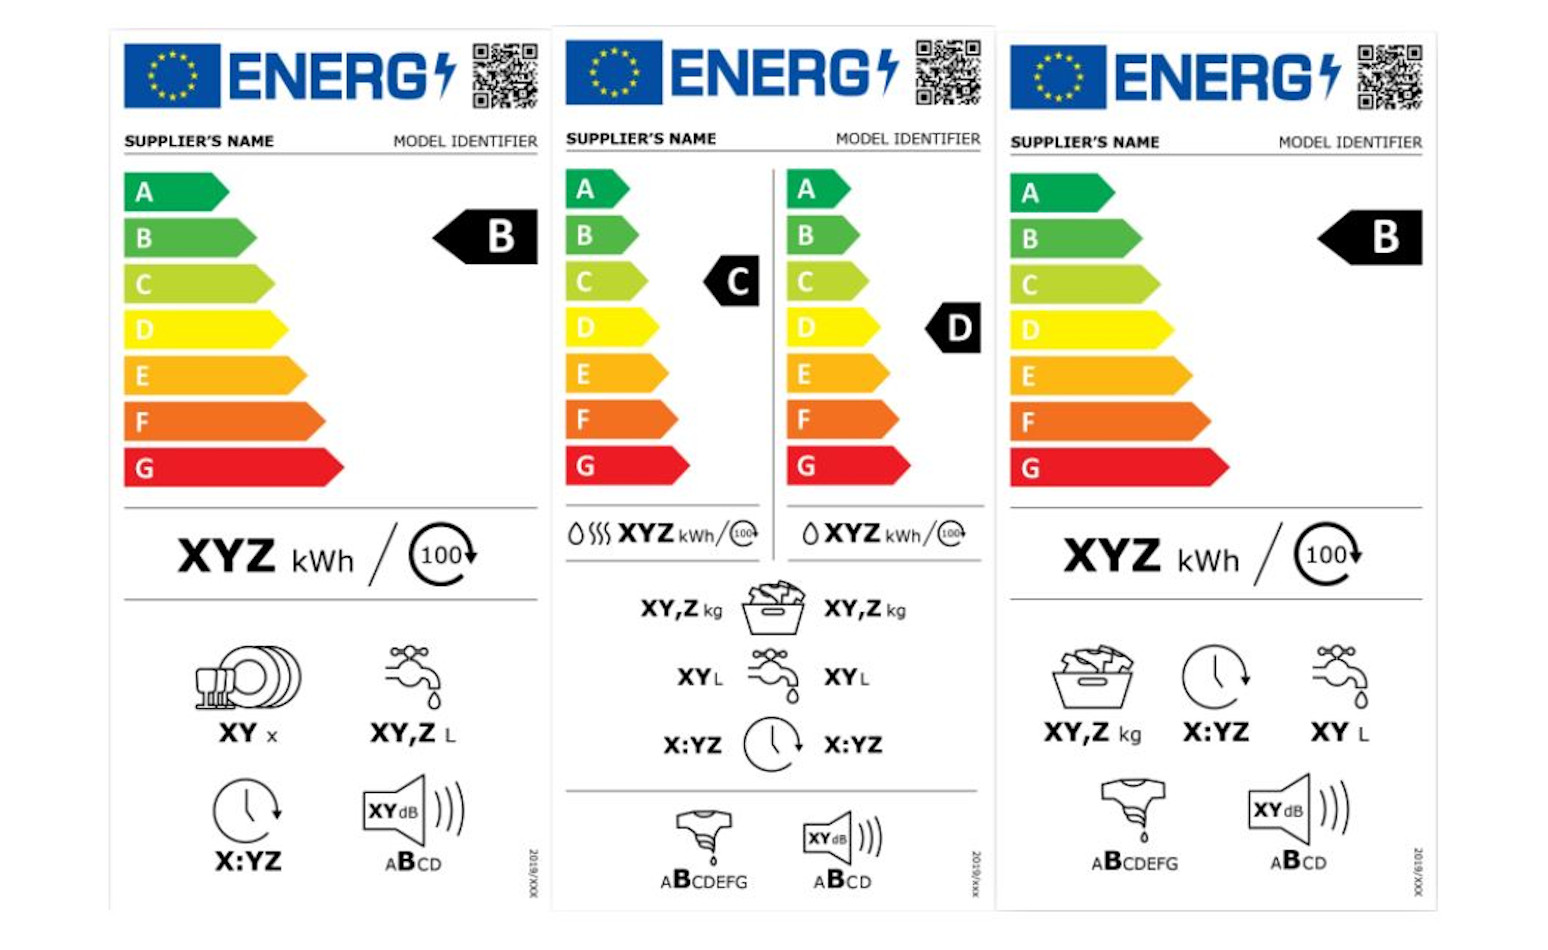 ENERG
SUPPLIER'S NAME MODEL IDENTIFIER
A
B
B
C
D
E
F
G
XYZ kWh / 100
XY x
XY,Z L
X:YZ
XY dB
ABCD
2019/XXX
ENERG
SUPPLIER'S NAME MODEL IDENTIFIER
A
B
C
D
E
F
G
C
XYZ kWh/100
A
B
C
D
E
F
G
D
XYZ kWh/100
XY,Z kg XY,Z kg
XY L XY L
X:YZ X:YZ
ABCDEFG
XY dB
ABCD
2019/xxx
ENERG
SUPPLIER'S NAME MODEL IDENTIFIER
A
B
B
C
D
E
F
G
XYZ kWh / 100
XY,Z kg X:YZ XY L
ABCDEFG
XY dB
ABCD
2019/XXX